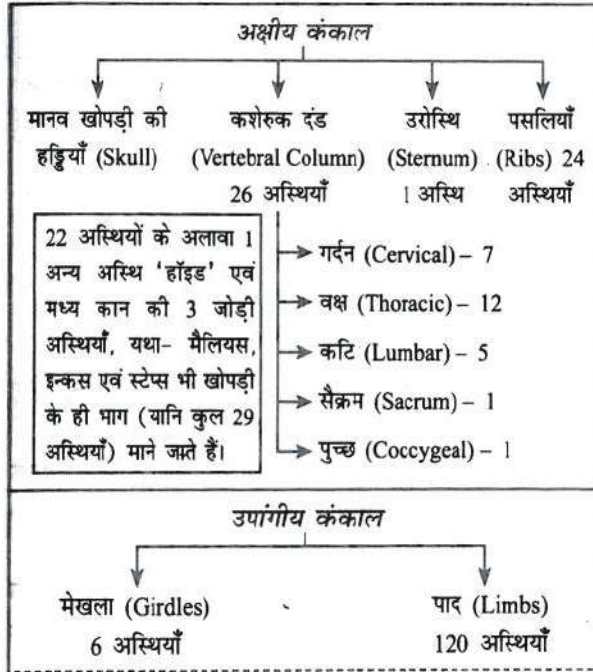 अक्षीय कंकाल
मानव खोपड़ी की
हड्डियाँ (Skull)
कशेरुक दंड
(Vertebral Column)
26 अस्थियाँ
उरोस्थि
(Sternum)
1 अस्थि
पसलियाँ
(Ribs) 24
अस्थियाँ
22 अस्थियों के अलावा 1
अन्य अस्थि 'हॉइड' एवं
मध्य कान की 3 जोड़ी
अस्थियाँ, यथा- मैलियस,
इन्कस एवं स्टेप्स भी खोपड़ी
के ही भाग (यानि कुल 29
अस्थियाँ) माने जाते हैं।
गर्दन (Cervical) – 7
वक्ष (Thoracic) – 12
कटि (Lumbar) – 5
सैक्रम (Sacrum) – 1
पुच्छ (Coccygeal) – 1
उपांगीय कंकाल
मेखला (Girdles)
6 अस्थियाँ
पाद (Limbs)
120 अस्थियाँ